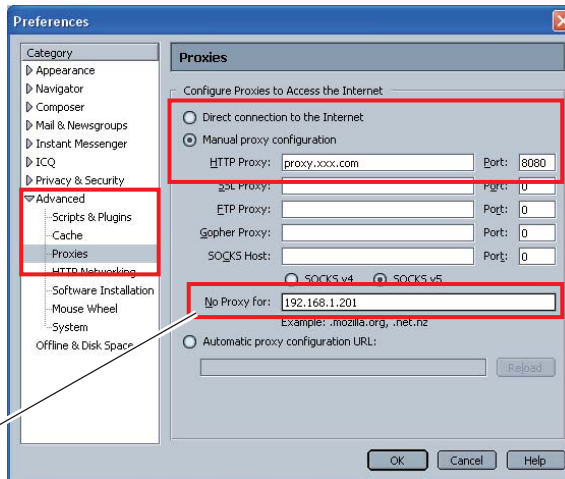 Preferences
Category
Appearance
Navigator
Composer
Mail & Newsgroups
Instant Messenger
ICQ
Privacy & Security
Advanced
Scripts & Plugins
Cache
Proxies
HTTP Networking
Software Installation
Mouse Wheel
System
Offline & Disk Space
Proxies
Configure Proxies to Access the Internet
Direct connection to the Internet
Manual proxy configuration
HTTP Proxy: proxy.xxx.com Port: 8080
SSL Proxy: Port: 0
FTP Proxy: Port: 0
Gopher Proxy: Port: 0
SOCKS Host: Port: 0
SOCKS v4 SOCKS v5
No Proxy for: 192.168.1.201
Example: .mozilla.org, .net.nz
Automatic proxy configuration URL:
Reload
OK Cancel Help